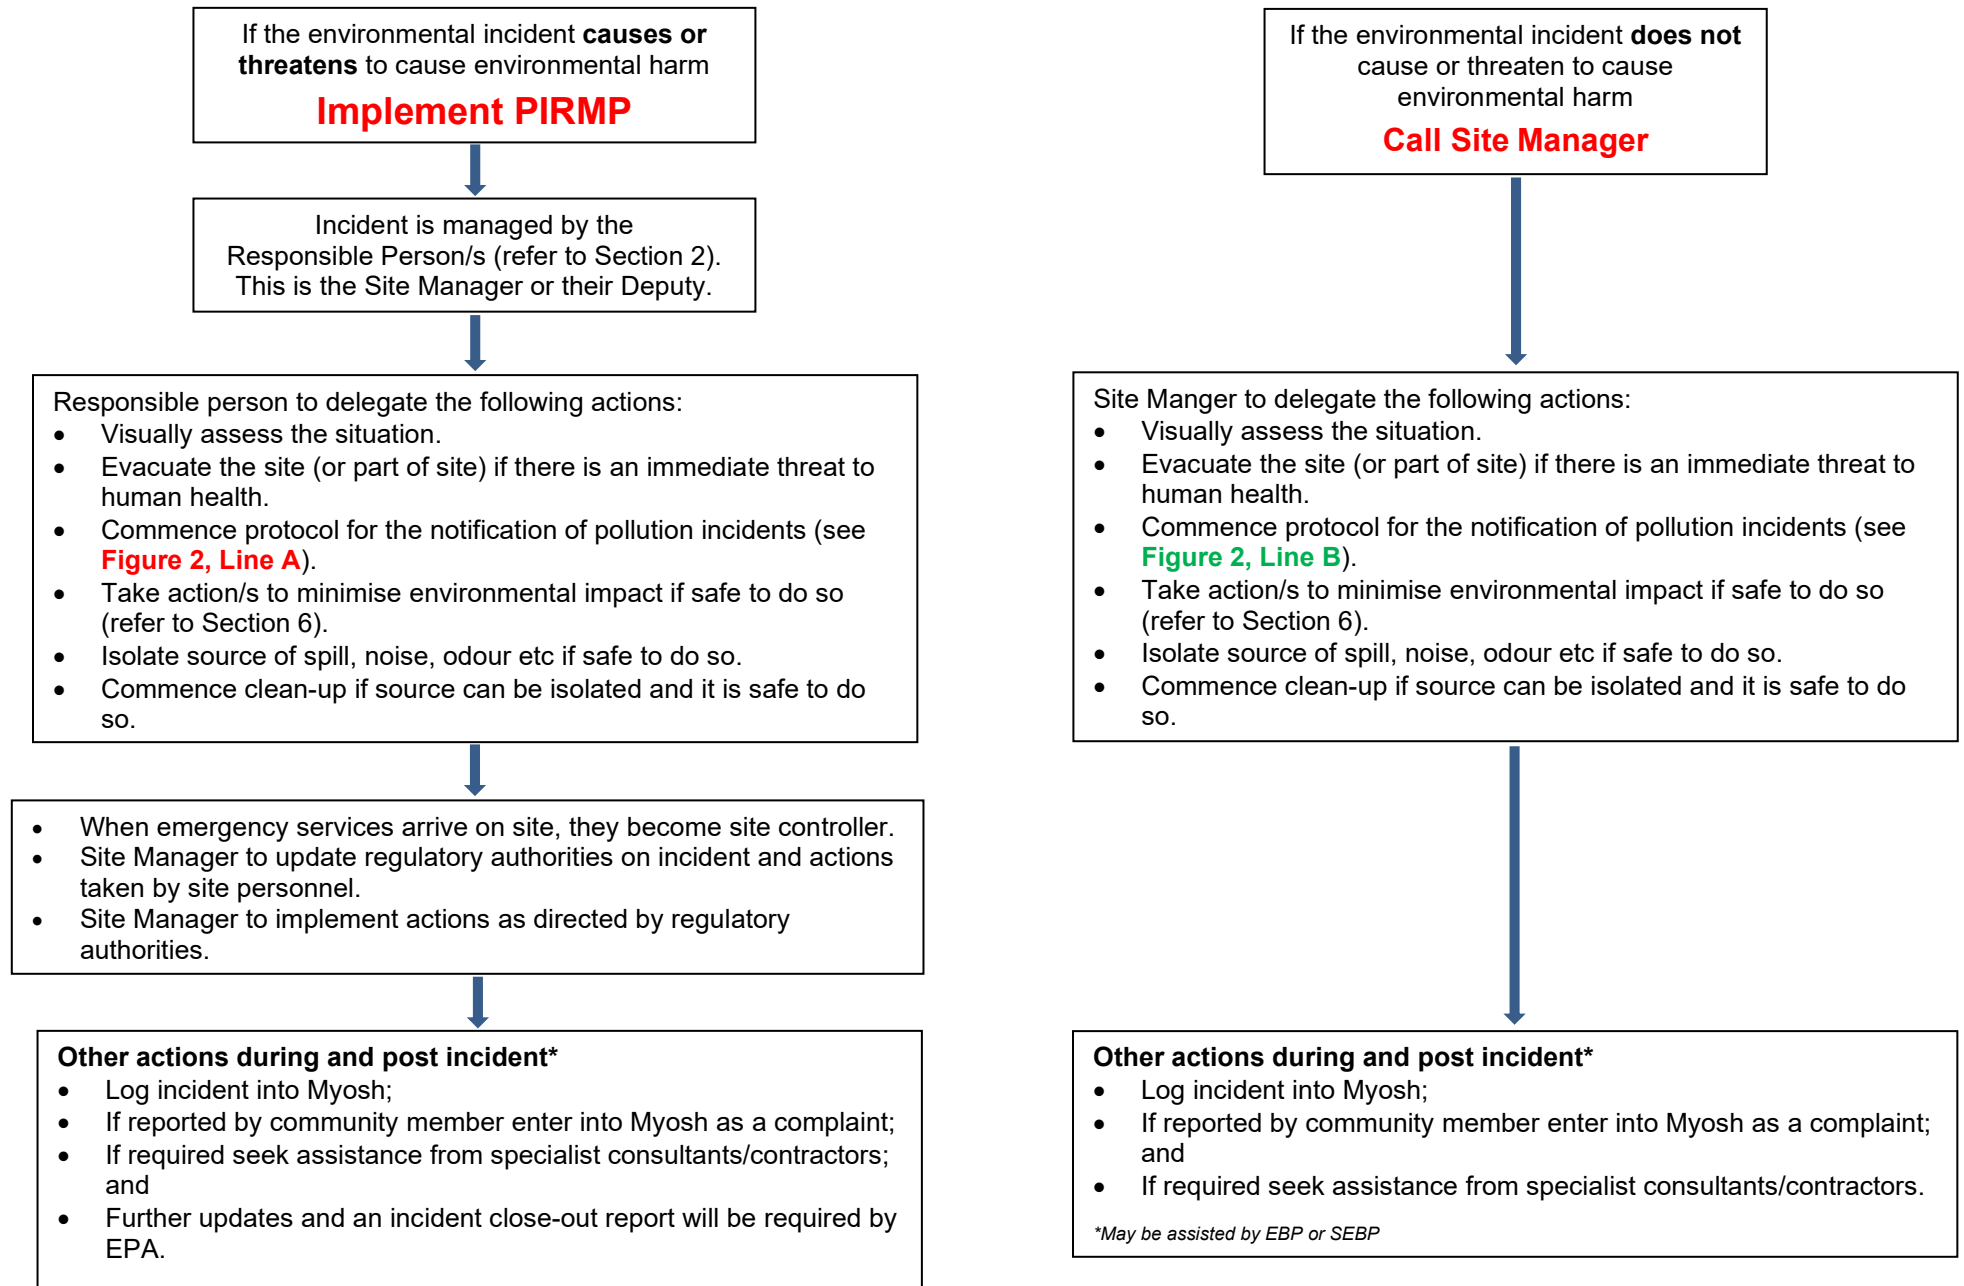 If the environmental incident causes or
threatens to cause environmental harm
Implement PIRMP
Incident is managed by the
Responsible Person/s (refer to Section 2).
This is the Site Manager or their Deputy.
Responsible person to delegate the following actions:
• Visually assess the situation.
• Evacuate the site (or part of site) if there is an immediate threat to
human health.
• Commence protocol for the notification of pollution incidents (see
Figure 2, Line A).
• Take action/s to minimise environmental impact if safe to do so
(refer to Section 6).
• Isolate source of spill, noise, odour etc if safe to do so.
• Commence clean-up if source can be isolated and it is safe to do
so.
• When emergency services arrive on site, they become site controller.
• Site Manager to update regulatory authorities on incident and actions
taken by site personnel.
• Site Manager to implement actions as directed by regulatory
authorities.
Other actions during and post incident*
• Log incident into Myosh;
• If reported by community member enter into Myosh as a complaint;
• If required seek assistance from specialist consultants/contractors;
and
• Further updates and an incident close-out report will be required by
EPA.
If the environmental incident does not
cause or threaten to cause
environmental harm
Call Site Manager
Site Manger to delegate the following actions:
• Visually assess the situation.
• Evacuate the site (or part of site) if there is an immediate threat to
human health.
• Commence protocol for the notification of pollution incidents (see
Figure 2, Line B).
• Take action/s to minimise environmental impact if safe to do so
(refer to Section 6).
• Isolate source of spill, noise, odour etc if safe to do so.
• Commence clean-up if source can be isolated and it is safe to do
so.
Other actions during and post incident*
• Log incident into Myosh;
• If reported by community member enter into Myosh as a complaint;
and
• If required seek assistance from specialist consultants/contractors.
*May be assisted by EBP or SEBP